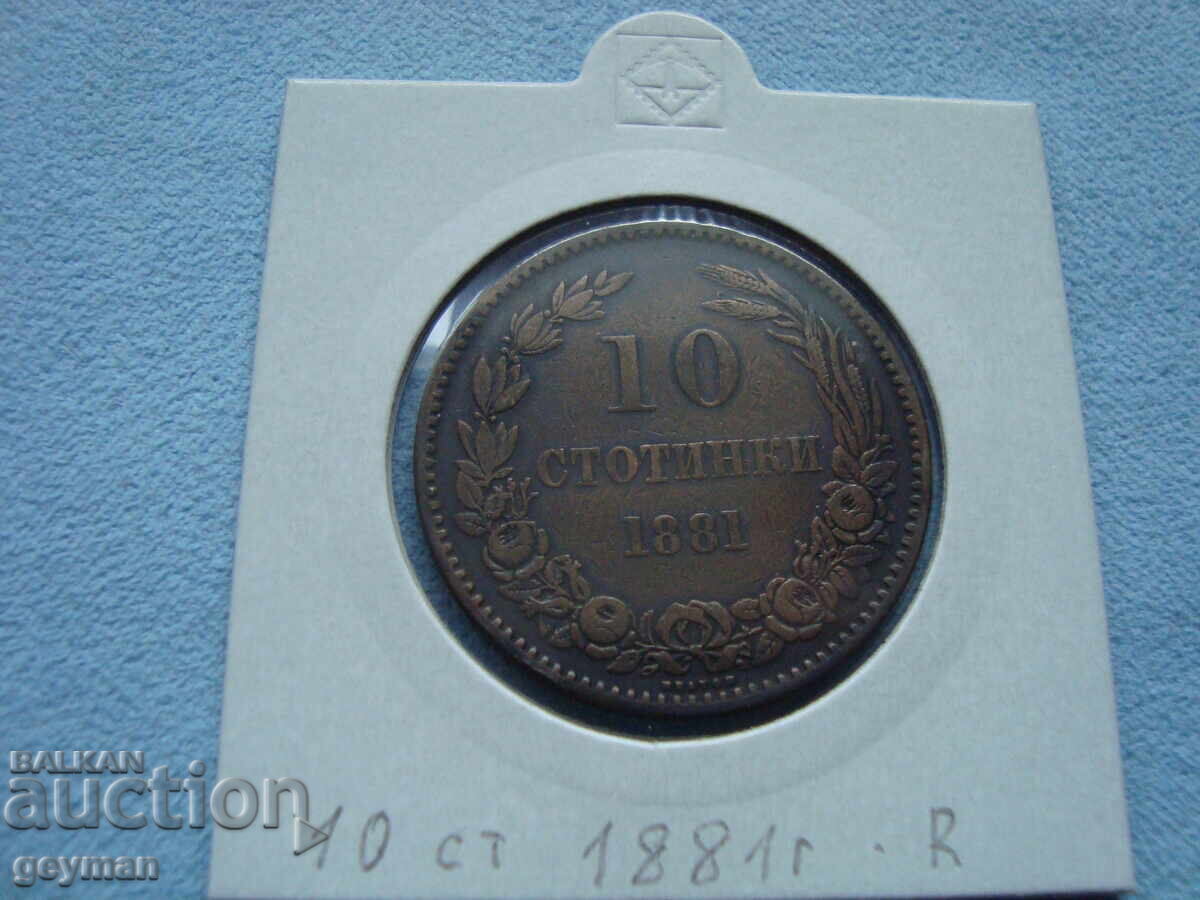 10
СТОТИНКИ
1881
BALKAN
auction
geyman
10 ст 1881г. R